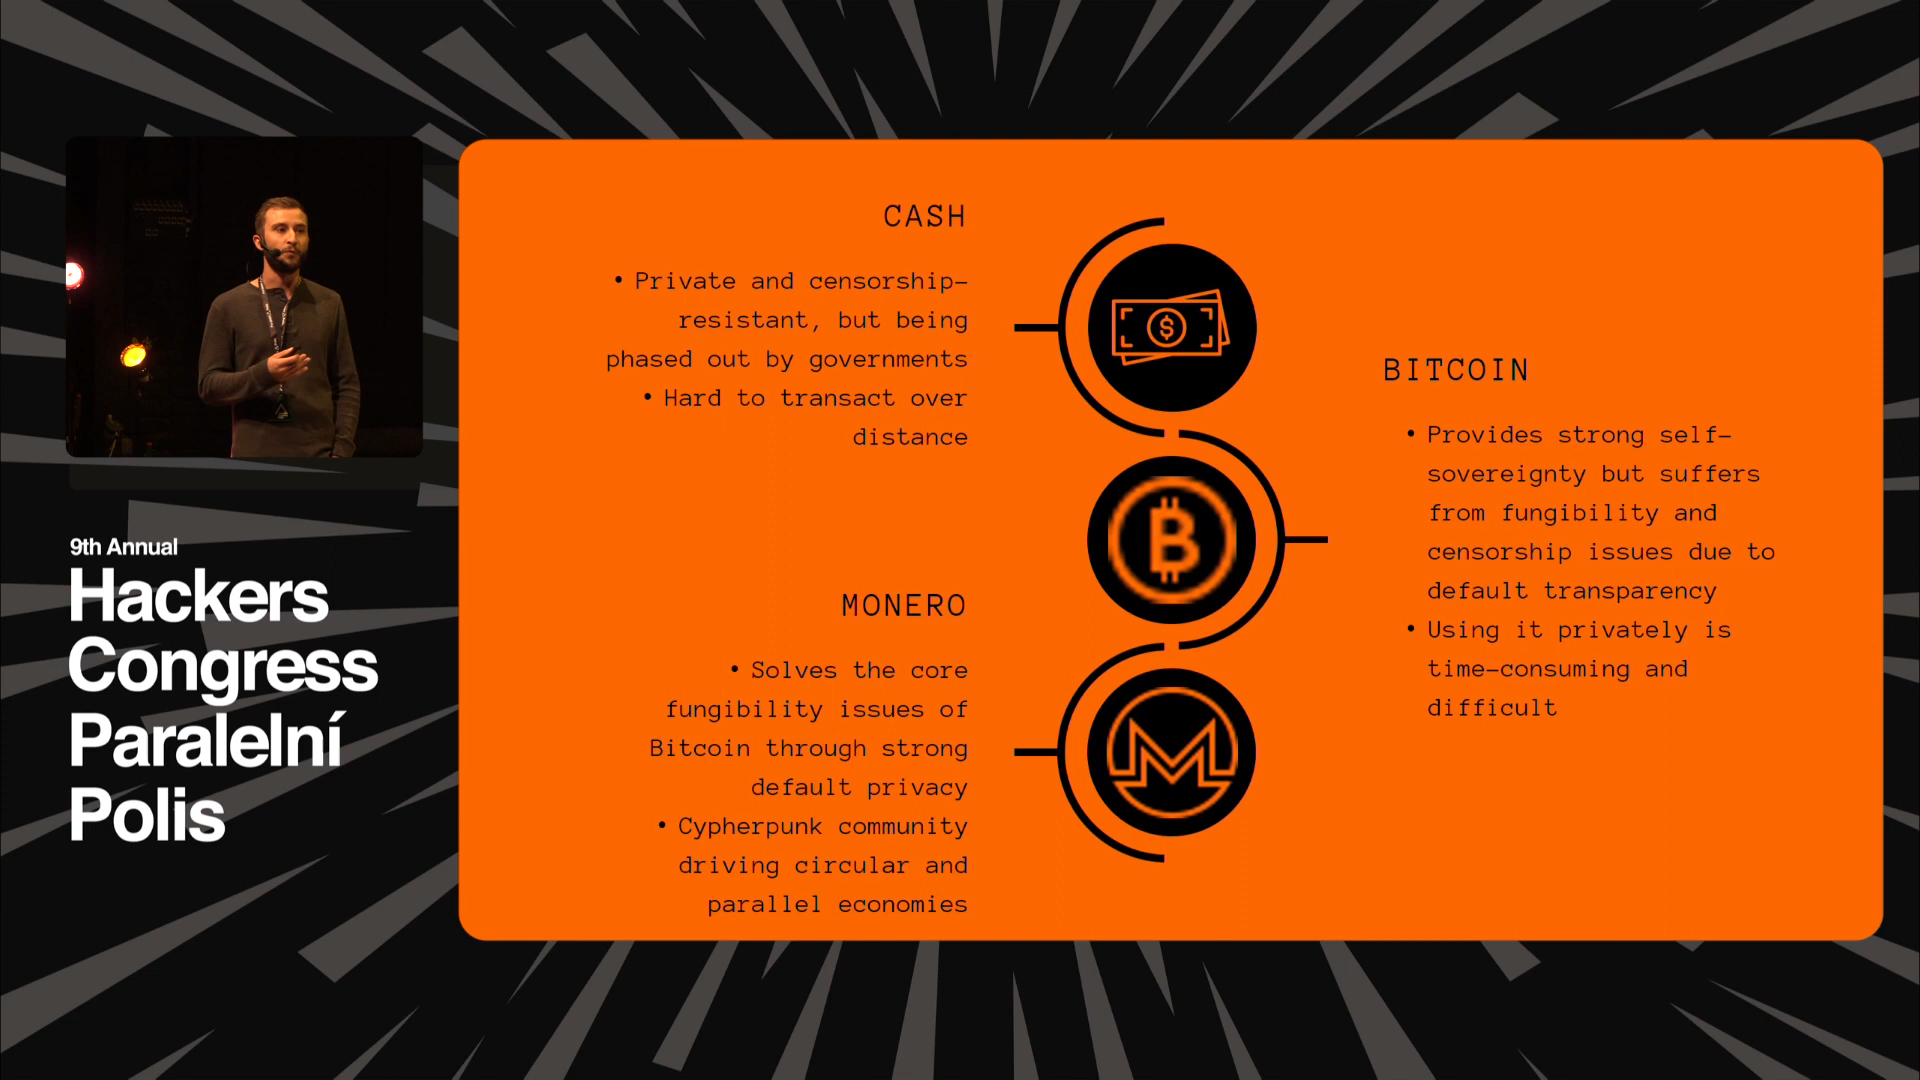 9th Annual
Hackers
Congress
Paralelní
Polis
CASH
• Private and censorship-
resistant, but being
phased out by governments
• Hard to transact over
distance
BITCOIN
• Provides strong self-
sovereignty but suffers
from fungibility and
censorship issues due to
default transparency
• Using it privately is
time-consuming and
difficult
MONERO
• Solves the core
fungibility issues of
Bitcoin through strong
default privacy
• Cypherpunk community
driving circular and
parallel economies